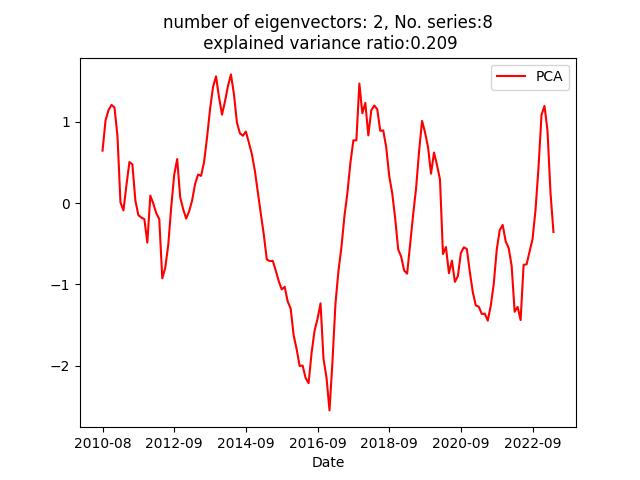 number of eigenvectors: 2, No. series:8
explained variance ratio:0.209
PCA
1
0
−1
−2
2010-08 2012-09 2014-09 2016-09 2018-09 2020-09 2022-09
Date